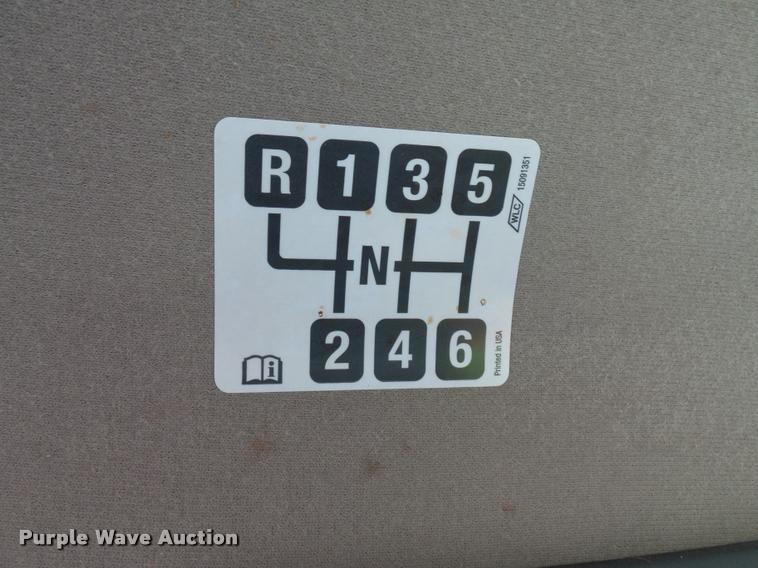 R 1 3 5
N
2 4 6
WLC 15091351
Printed in USA
i
Purple Wave Auction